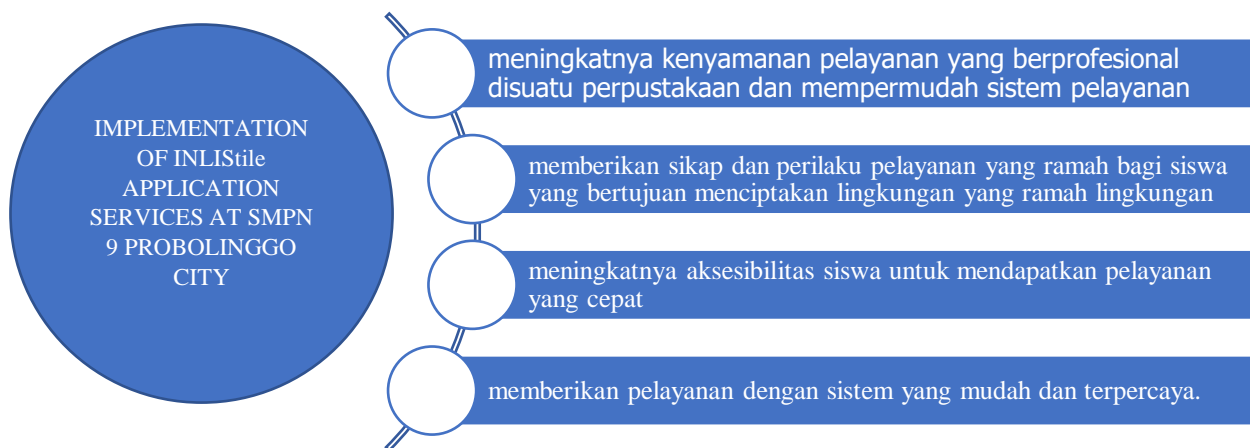 IMPLEMENTATION
OF INLIStile
APPLICATION
SERVICES AT SMPN
9 PROBOLINGGO
CITY
meningkatnya kenyamanan pelayanan yang berprofesional
disuatu perpustakaan dan mempermudah sistem pelayanan
memberikan sikap dan perilaku pelayanan yang ramah bagi siswa
yang bertujuan menciptakan lingkungan yang ramah lingkungan
meningkatnya aksesibilitas siswa untuk mendapatkan pelayanan
yang cepat
memberikan pelayanan dengan sistem yang mudah dan terpercaya.